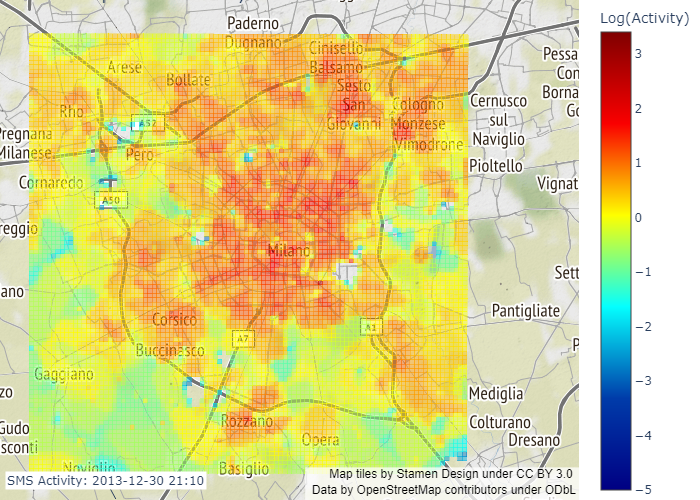 Paderno
Dugnano
Cinisello
Balsamo
Log(Activity)
Arese
Bollate
Sesto
San
Giovanni
Pessa
Con
Borna
Go
Rho
A52
Cologno
Monzese
Vimodrone
Cernusco
sul
Naviglio
Pregnana
Milanese
Pero
Pioltello
Cornaredo
A50
Vignat
reggio
Milano
Sett
ano
Corsico
A7
A1
Pantigliate
Buccinasco
P
Gaggiano
zo
Rozzano
Mediglia
Gudo
sconti
Opera
Colturano
Dresano
Noviglio
Basiglio
SMS Activity: 2013-12-30 21:10
Map tiles by Stamen Design under CC BY 3.0
Data by OpenStreetMap contributors under ODbL
3
2
1
0
−1
−2
−3
−4
−5